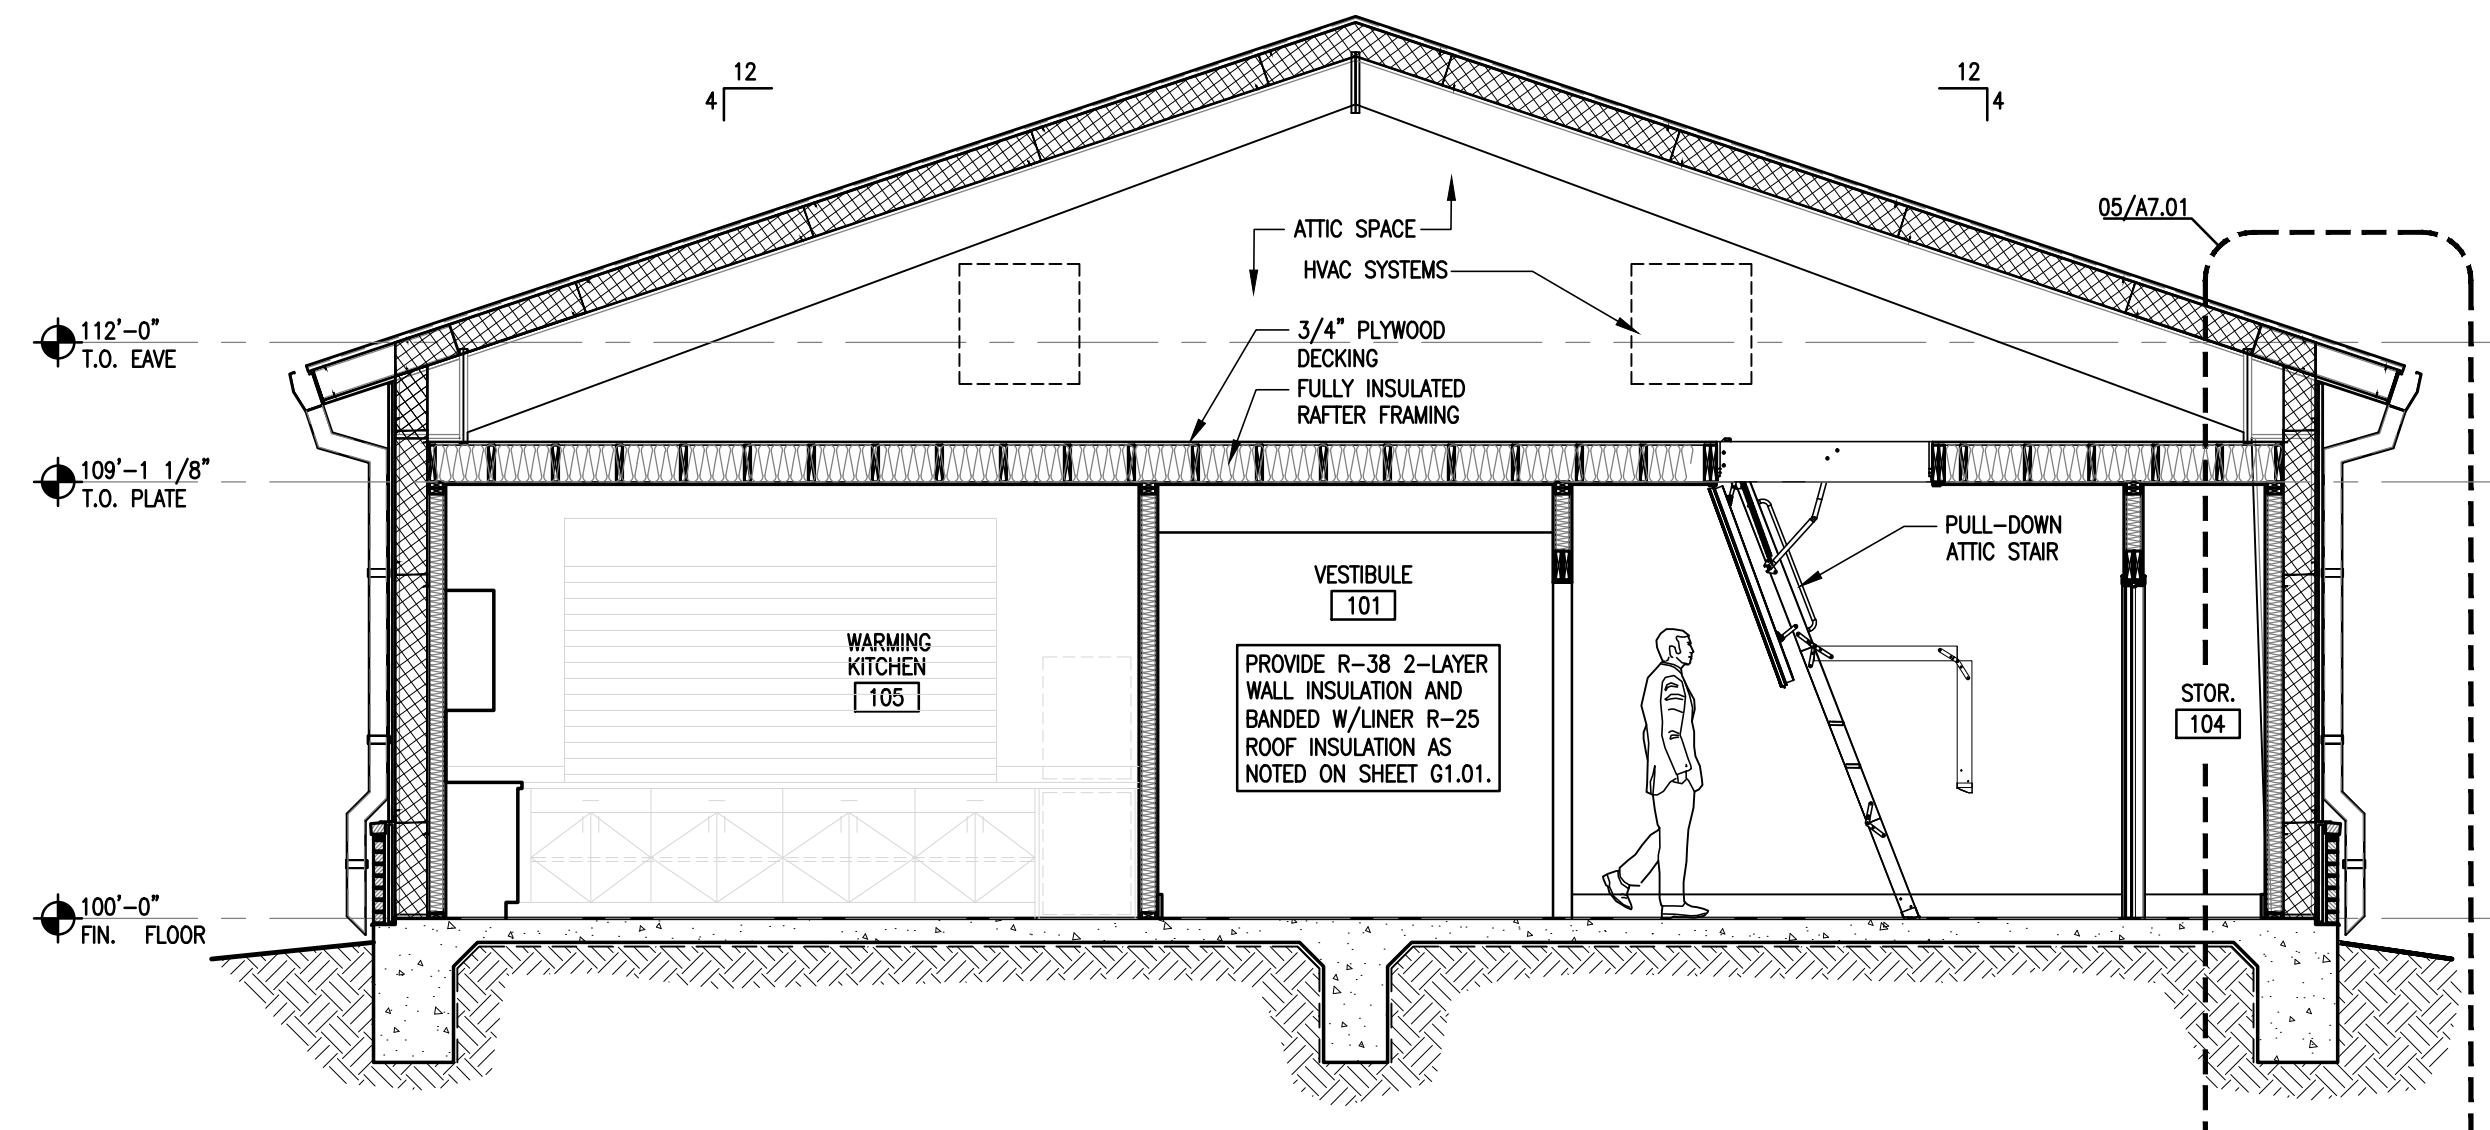 12
4
12
4
05/A7.01
ATTIC SPACE
HVAC SYSTEMS
3/4" PLYWOOD
DECKING
FULLY INSULATED
RAFTER FRAMING
112'-0"
T.O. EAVE
109'-1 1/8"
T.O. PLATE
PULL-DOWN
ATTIC STAIR
VESTIBULE
101
WARMING
KITCHEN
105
PROVIDE R-38 2-LAYER
WALL INSULATION AND
BANDED W/LINER R-25
ROOF INSULATION AS
NOTED ON SHEET G1.01.
STOR.
104
100'-0"
FIN. FLOOR